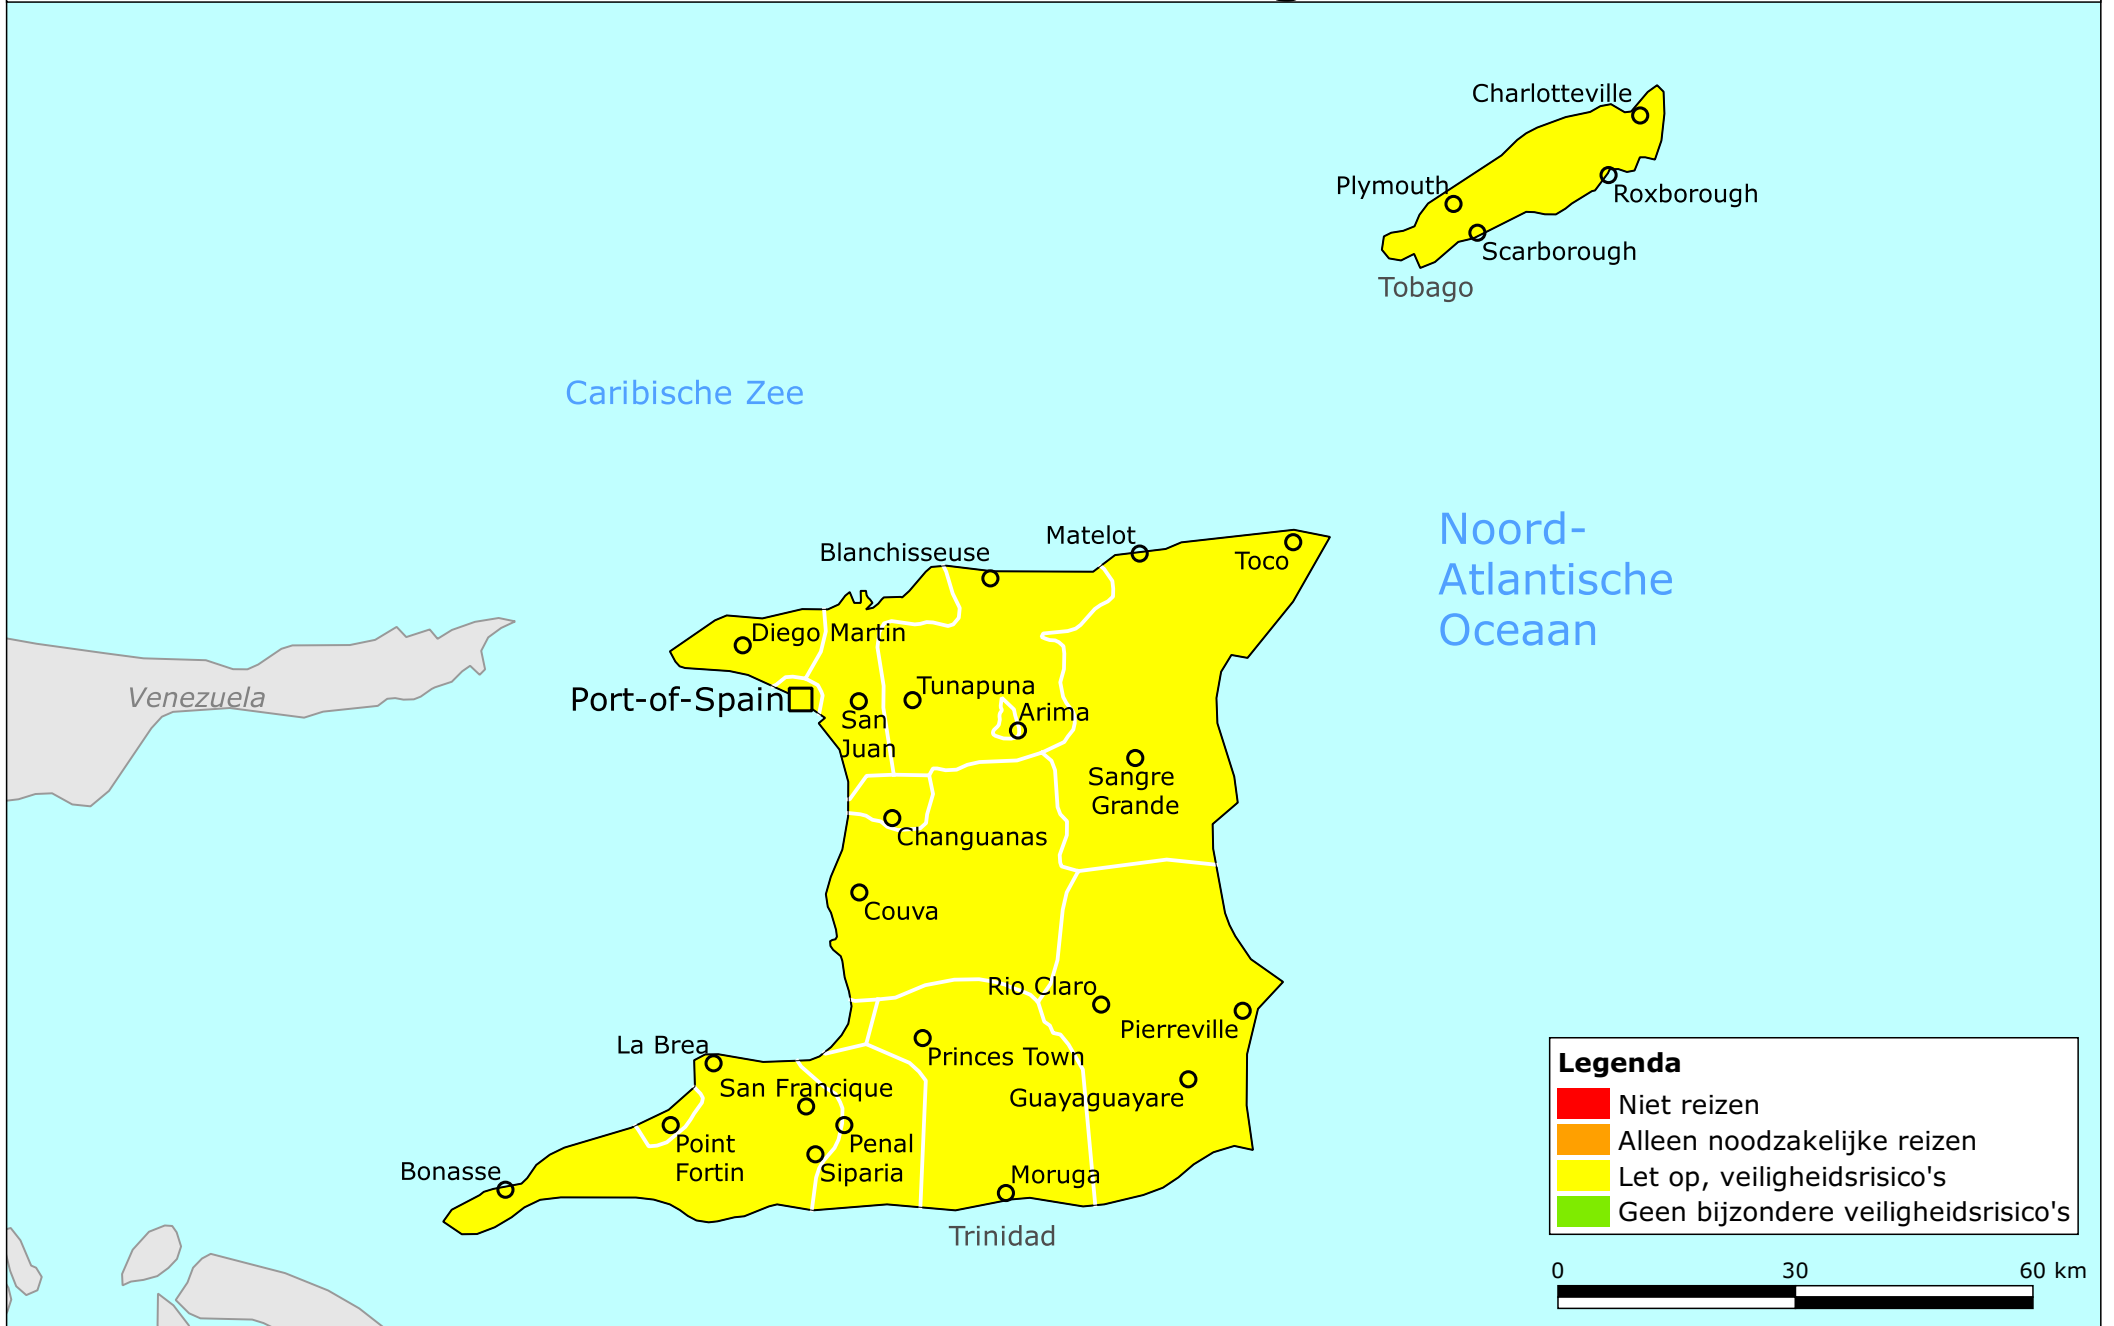 Charlotteville
Plymouth
Roxborough
Scarborough
Tobago
Caribische Zee
Noord-
Atlantische
Oceaan
Matelot
Blanchisseuse
Toco
Diego Martin
Venezuela
Port-of-Spain
Tunapuna
San
Juan
Arima
Sangre
Grande
Changuanas
Couva
Rio Claro
Pierreville
La Brea
Princes Town
San Francique
Guayaguayare
Point
Fortin
Penal
Siparia
Bonasse
Moruga
Trinidad
Legenda
Niet reizen
Alleen noodzakelijke reizen
Let op, veiligheidsrisico's
Geen bijzondere veiligheidsrisico's
0 30 60 km